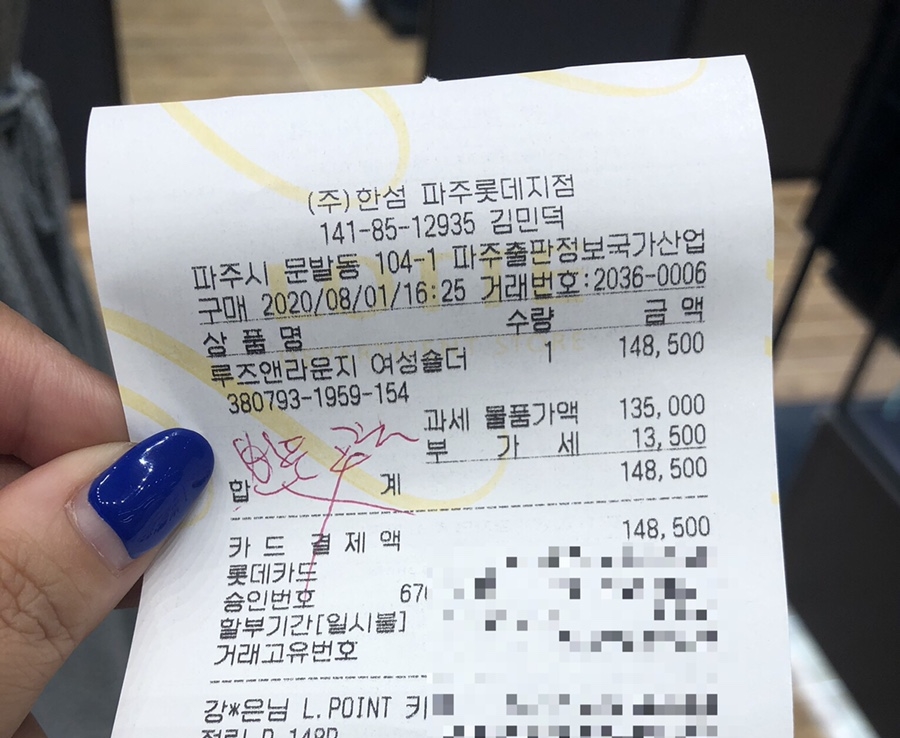 (주)한섬 파주롯데지점
141-85-12935 김민덕
파주시 문발동 104-1 파주출판정보국가산업
구매 2020/08/01/16:25 거래번호:2036-0006
상 품 명 수량 금 액
루즈앤라운지 여성숄더 1 148,500
380793-1959-154
과세 물품가액 135,000
부 가 세 13,500
합 계 148,500
카 드 결 제 액 148,500
롯데카드
승인번호 67
할부기간[일시불]
거래고유번호
강*은님 L.POINT 카